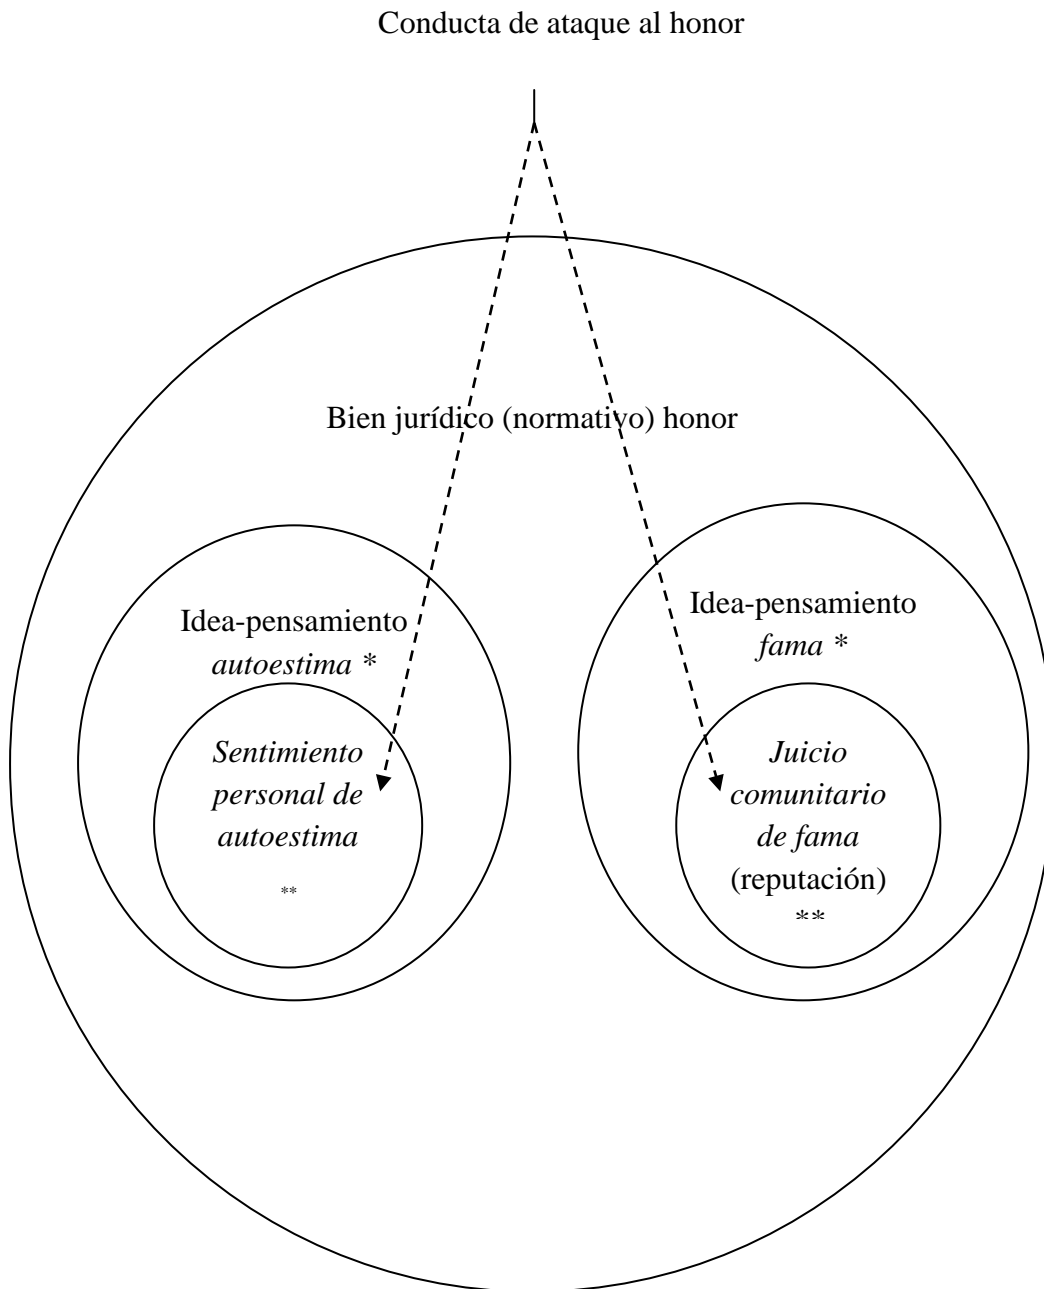 Conducta de ataque al honor
Bien jurídico (normativo) honor
Idea-pensamiento
autoestima *
Sentimiento
personal de
autoestima
**
Idea-pensamiento
fama *
Juicio
comunitario
de fama
(reputación)
**